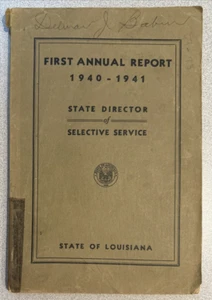 FIRST ANNUAL REPORT
1940 - 1941
STATE DIRECTOR
of
SELECTIVE SERVICE
STATE OF LOUISIANA